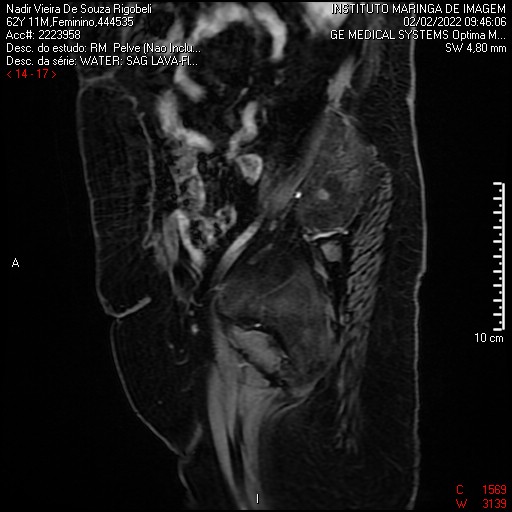 Nadir Vieira De Souza Rigobeli
62Y 11M,Feminino,444535
Acc#: 2223958
Desc. do estudo: RM  Pelve (Nao Inclu...
Desc. da série: WATER: SAG LAVA-Fl...
< 14 - 17 >
INSTITUTO MARINGA DE IMAGEM
02/02/2022 09:46:06
GE MEDICAL SYSTEMS Optima M...
SW 4,80 mm
A
10 cm
I
C 1569
W 3139